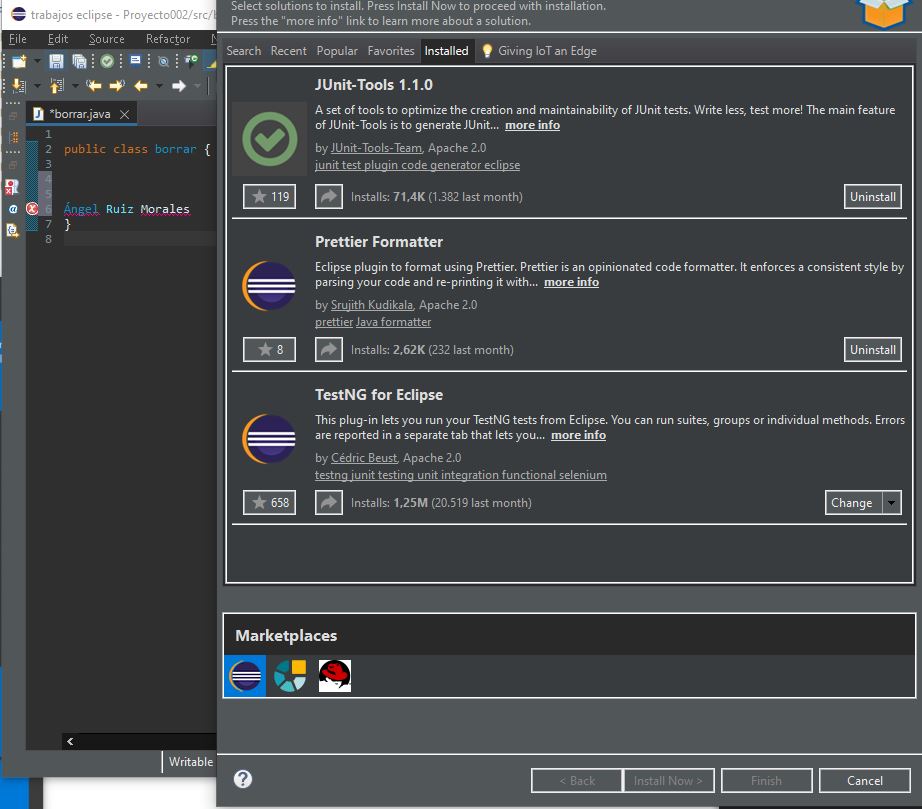 trabajos eclipse - Proyecto002/src/b
File Edit Source Refactor
*borrar.java
1
2 public class borrar {
3
4
5
6 Ángel Ruiz Morales
7 }
8
Writable
Select solutions to install. Press Install Now to proceed with installation.
Press the "more info" link to learn more about a solution.
Search Recent Popular Favorites Installed Giving IoT an Edge
JUnit-Tools 1.1.0
A set of tools to optimize the creation and maintainability of JUnit tests. Write less, test more! The main feature
of JUnit-Tools is to generate JUnit... more info
by JUnit-Tools-Team, Apache 2.0
junit test plugin code generator eclipse
119 Installs: 71,4K (1.382 last month) Uninstall
Prettier Formatter
Eclipse plugin to format using Prettier. Prettier is an opinionated code formatter. It enforces a consistent style by
parsing your code and re-printing it with... more info
by Srujith Kudikala, Apache 2.0
prettier Java formatter
8 Installs: 2,62K (232 last month) Uninstall
TestNG for Eclipse
This plug-in lets you run your TestNG tests from Eclipse. You can run suites, groups or individual methods. Errors
are reported in a separate tab that lets you... more info
by Cédric Beust, Apache 2.0
testng junit testing unit integration functional selenium
658 Installs: 1,25M (20.519 last month) Change
Marketplaces
< Back Install Now > Finish Cancel